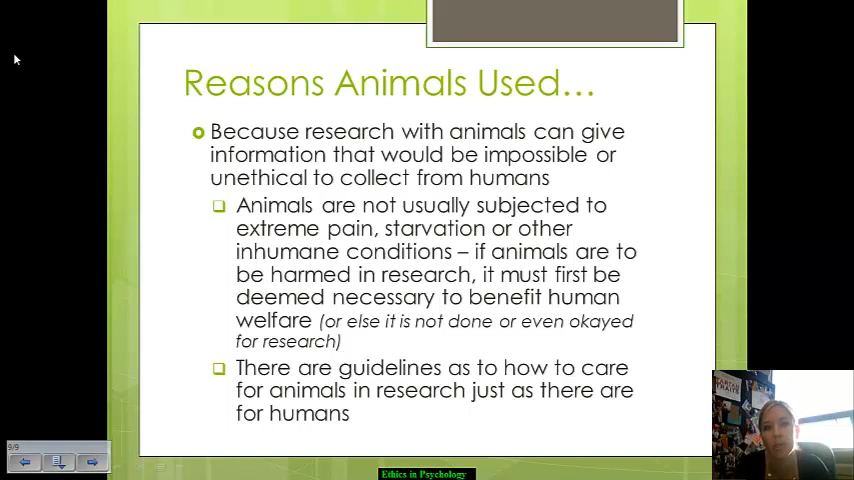 Reasons Animals Used...
Because research with animals can give
information that would be impossible or
unethical to collect from humans
Animals are not usually subjected to
extreme pain, starvation or other
inhumane conditions – if animals are to
be harmed in research, it must first be
deemed necessary to benefit human
welfare (or else it is not done or even okayed
for research)
There are guidelines as to how to care
for animals in research just as there are
for humans
9/9
Ethics in Psychology